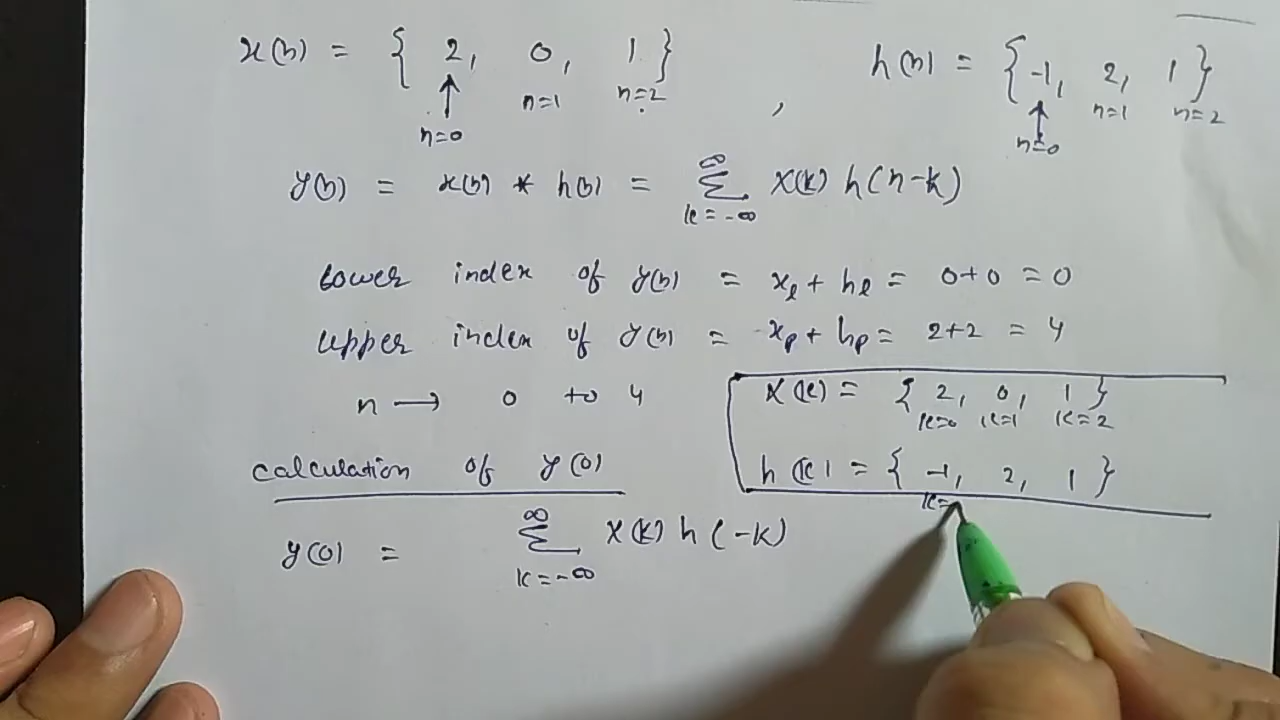 x(n) = { 2, 0, 1 } , h(n) = { -1, 2, 1 }
↑ n=1 n=2 ↑ n=1 n=2
n=0 n=0
y(n) = x(n) * h(n) = ∞ Σ k=-∞ x(k) h(n-k)
Lower index of y(n) = xl + hl = 0+0 = 0
Upper index of y(n) = xp + hp = 2+2 = 4
n → 0 to 4
x(k) = { 2, 0, 1 }
k=0 k=1 k=2
calculation of y(0)
h(k) = { -1, 2, 1 }
k=
y(0) = ∞ Σ k=-∞ x(k) h(-k)